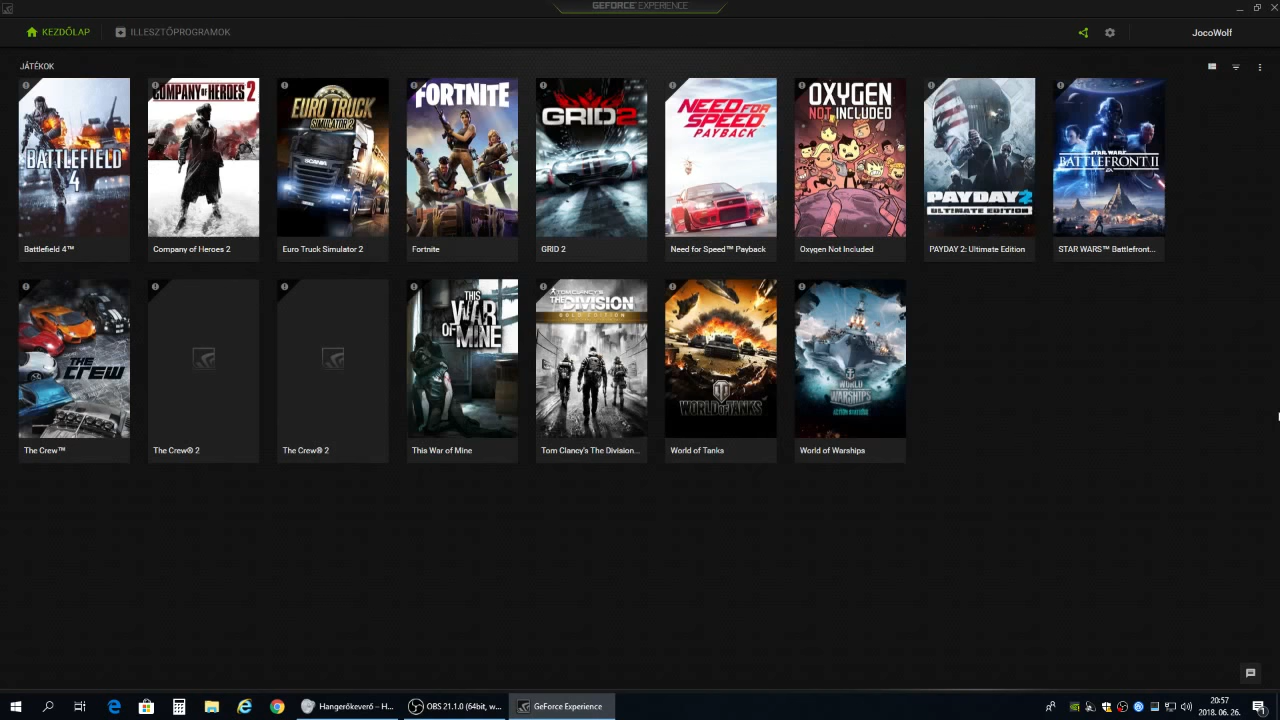 GEFORCE EXPERIENCE
KEZDŐLAP
ILLESZTŐPROGRAMOK
JocoWolf
JÁTÉKOK
BATTLEFIELD 4
COMPANY OF HEROES 2
EURO TRUCK SIMULATOR 2
SCANIA
FORTNITE
GRID 2
NEED FOR SPEED PAYBACK
OXYGEN NOT INCLUDED
PAYDAY 2
ULTIMATE EDITION
STAR WARS
BATTLEFRONT II
Battlefield 4™
Company of Heroes 2
Euro Truck Simulator 2
Fortnite
GRID 2
Need for Speed™ Payback
Oxygen Not Included
PAYDAY 2: Ultimate Edition
STAR WARS™ Battlefront...
THE CREW
THIS WAR OF MINE
TOM CLANCY'S
THE DIVISION
GOLD EDITION
WORLD OF TANKS
WORLD OF WARSHIPS
The Crew™
The Crew® 2
The Crew® 2
This War of Mine
Tom Clancy's The Division...
World of Tanks
World of Warships
Hangerőkeverő – H...
OBS 21.1.0 (64bit, w...
GeForce Experience
20:57
2018. 06. 26.